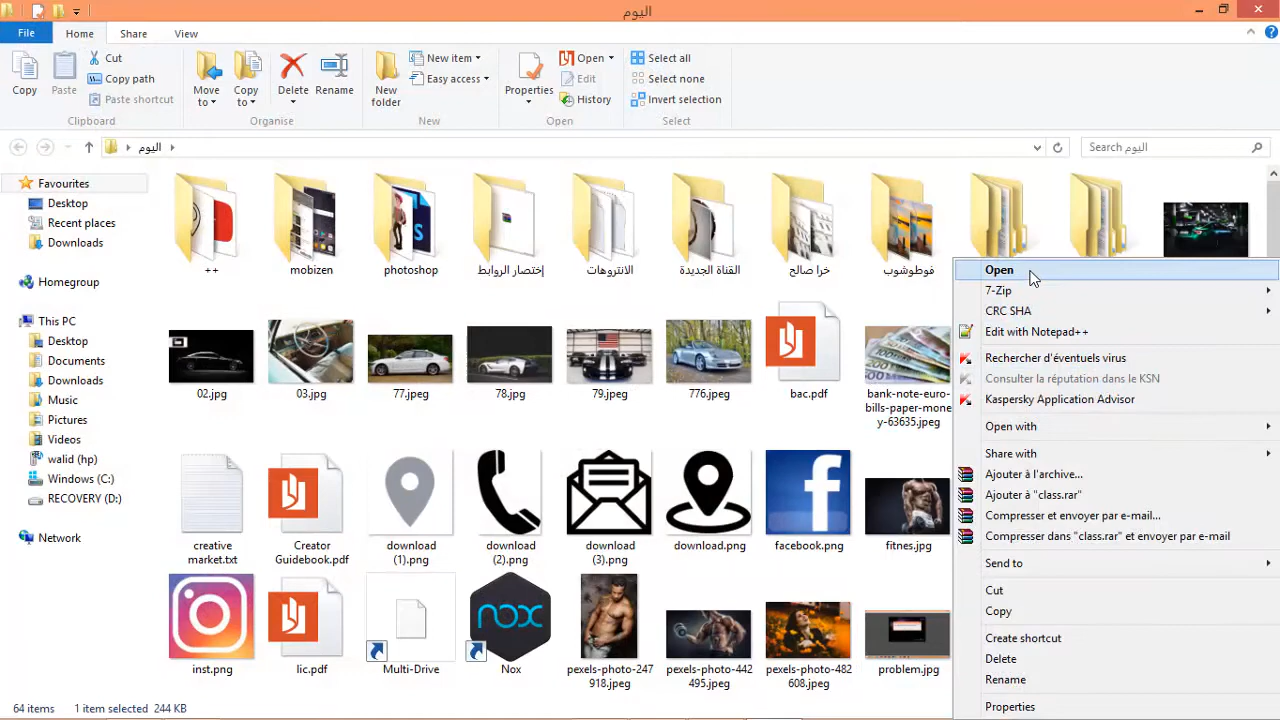 اليوم
File
Home
Share
View
Copy
Paste
Cut
Copy path
Paste shortcut
Clipboard
Move to
Copy to
Delete
Rename
Organise
New folder
New item
Easy access
New
Properties
Open
Edit
History
Open
Select all
Select none
Invert selection
Select
اليوم
Search اليوم
Favourites
Desktop
Recent places
Downloads
Homegroup
This PC
Desktop
Documents
Downloads
Music
Pictures
Videos
walid (hp)
Windows (C:)
RECOVERY (D:)
Network
++
mobizen
photoshop
إختصار الروابط
الانتروهات
القناة الجديدة
خرا صالح
فوطوشوب
02.jpg
03.jpg
77.jpeg
78.jpg
79.jpeg
776.jpeg
bac.pdf
bank-note-euro-
bills-paper-mone
y-63635.jpeg
creative
market.txt
Creator
Guidebook.pdf
download
(1).png
download
(2).png
download
(3).png
download.png
facebook.png
fitnes.jpg
inst.png
lic.pdf
Multi-Drive
nox
Nox
pexels-photo-247
918.jpeg
pexels-photo-442
495.jpeg
pexels-photo-482
608.jpeg
problem.jpg
Open
7-Zip
CRC SHA
Edit with Notepad++
Rechercher d'éventuels virus
Consulter la réputation dans le KSN
Kaspersky Application Advisor
Open with
Share with
Ajouter à l'archive...
Ajouter à "class.rar"
Compresser et envoyer par e-mail...
Compresser dans "class.rar" et envoyer par e-mail
Send to
Cut
Copy
Create shortcut
Delete
Rename
Properties
64 items
1 item selected 244 KB